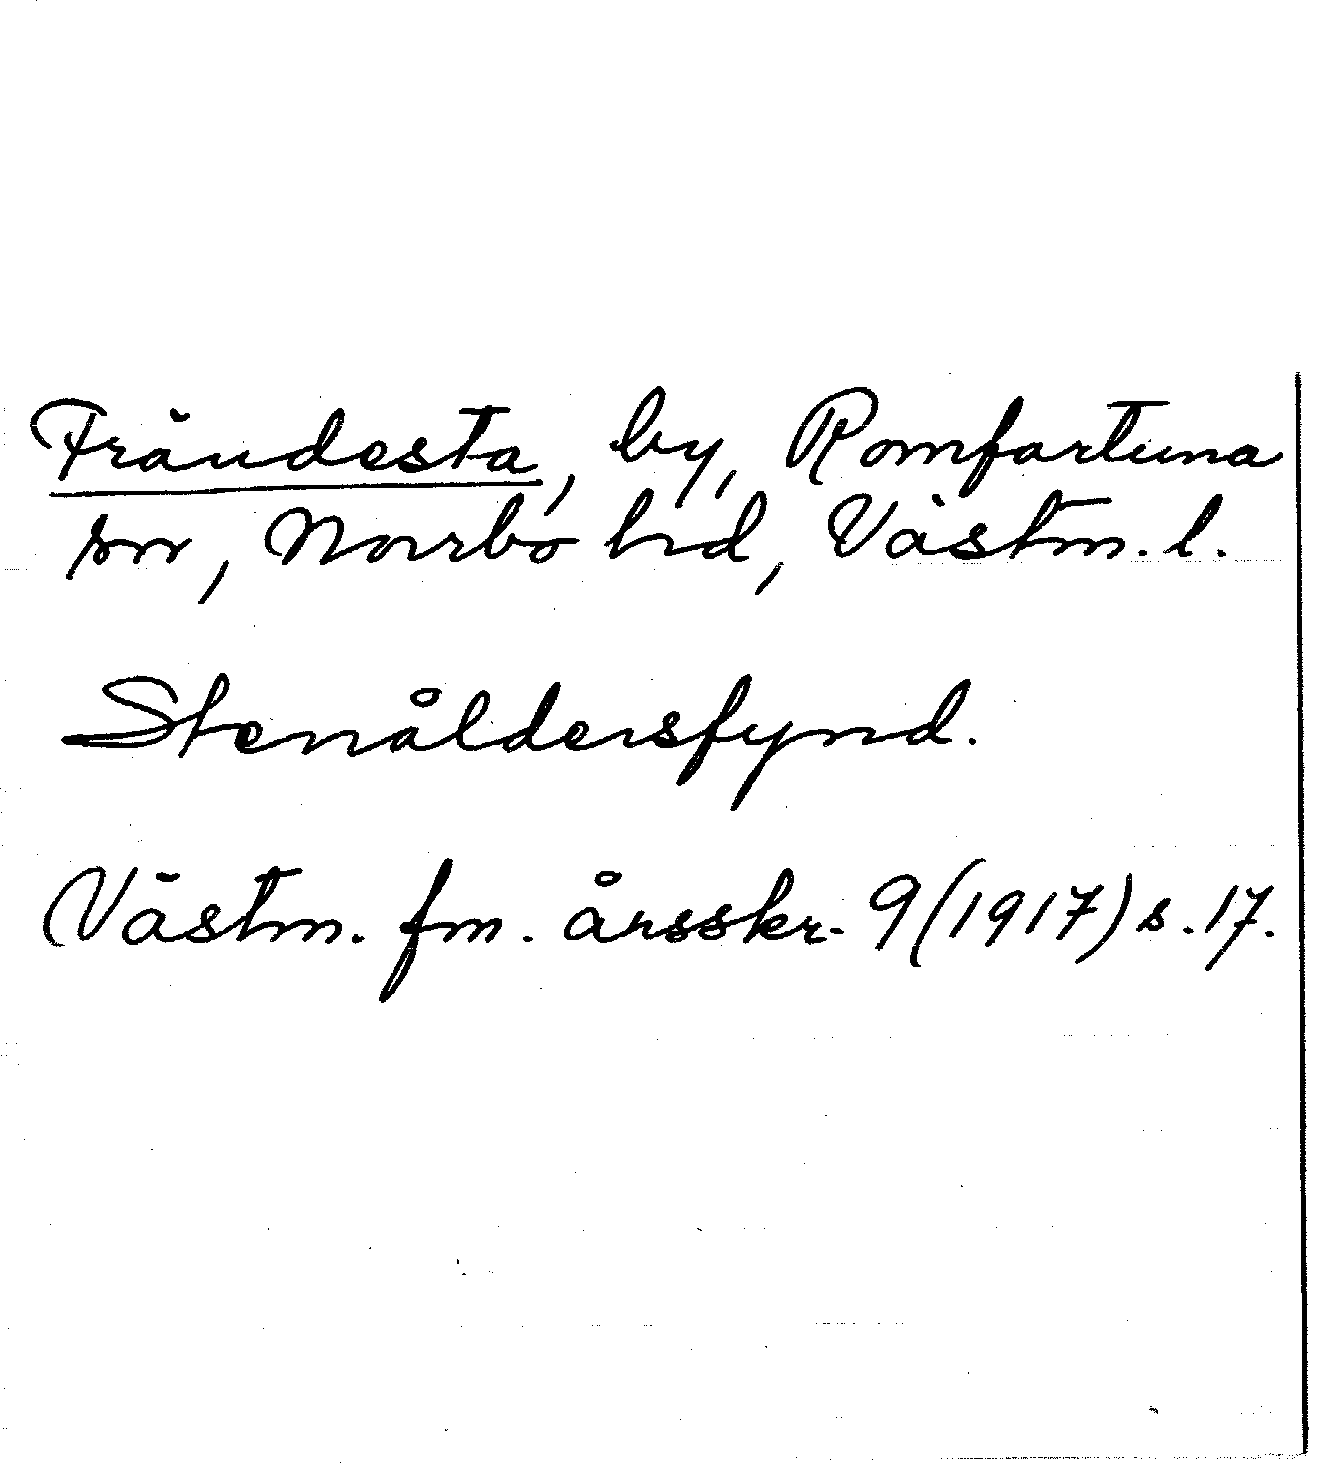 Frändesta, by, Romfartuna
sn, Norrbo hd, Västm. l.
Stenåldersfynd.
Västm. fm. årsskr. 9 (1917) s. 17.